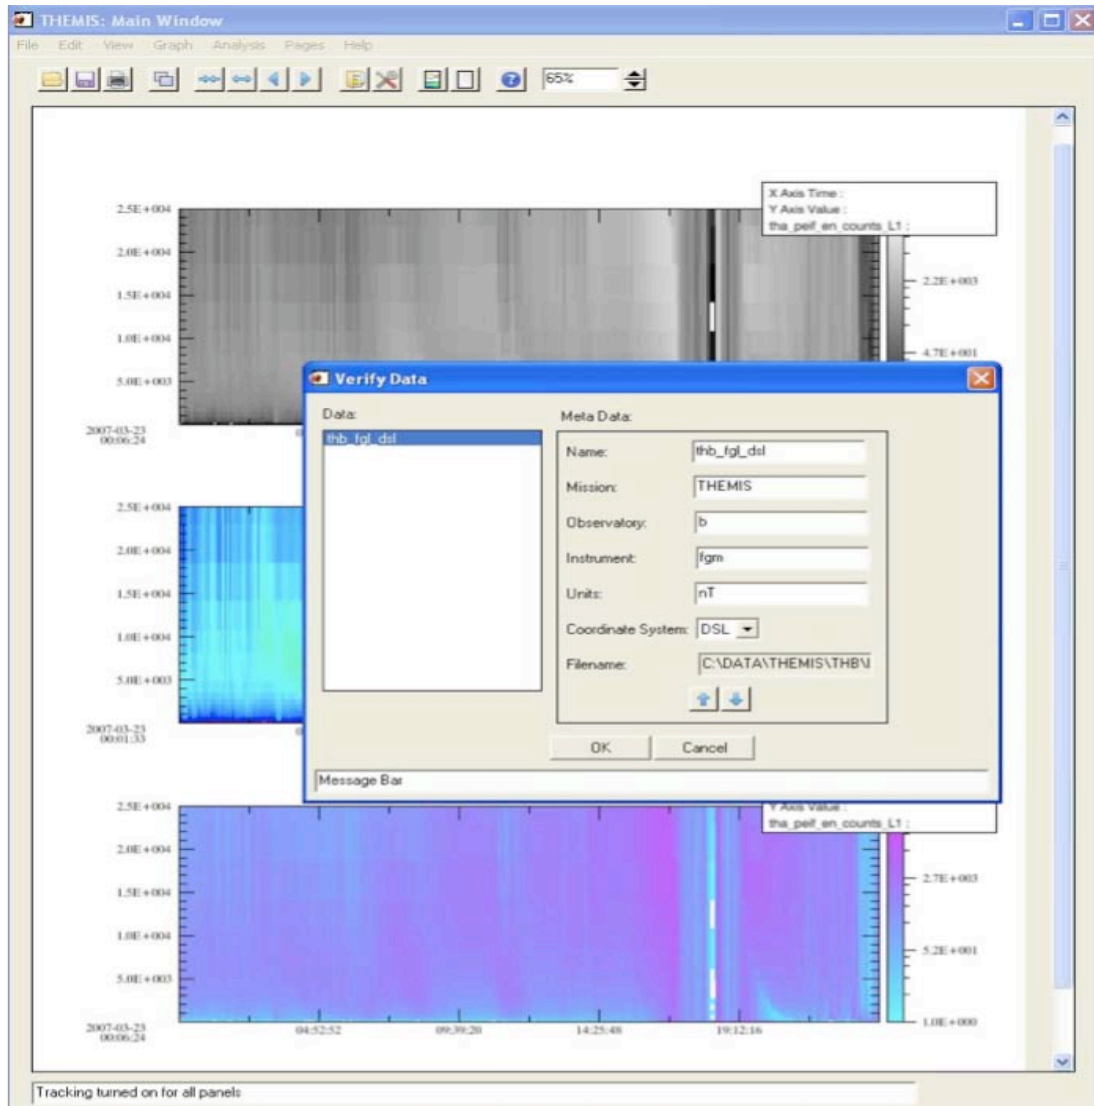 THEMIS: Main Window
File Edit View Graph Analysis Pages Help
65%
X Axis Time :
Y Axis Value :
tha_peif_en_counts_L1 :
2.5E+004
2.0E+004
1.5E+004
1.0E+004
5.0E+003
2007-03-23
00:06:24
2.2E+003
4.7E+001
Verify Data
Data:
thb_fgl_dsl
Meta Data:
Name: thb_fgl_dsl
Mission: THEMIS
Observatory: b
Instrument: fgm
Units: nT
Coordinate System: DSL
Filename: C:\DATA\THEMIS\THB\
OK Cancel
Message Bar
2.5E+004
2.0E+004
1.5E+004
1.0E+004
5.0E+003
2007-03-23
00:01:33
Y Axis Value :
tha_peif_en_counts_L1 :
2.5E+004
2.0E+004
1.5E+004
1.0E+004
5.0E+003
2007-03-23
00:06:24
04:52:52 09:39:20 14:25:48 19:12:16
2.7E+003
5.2E+001
1.0E+000
Tracking turned on for all panels